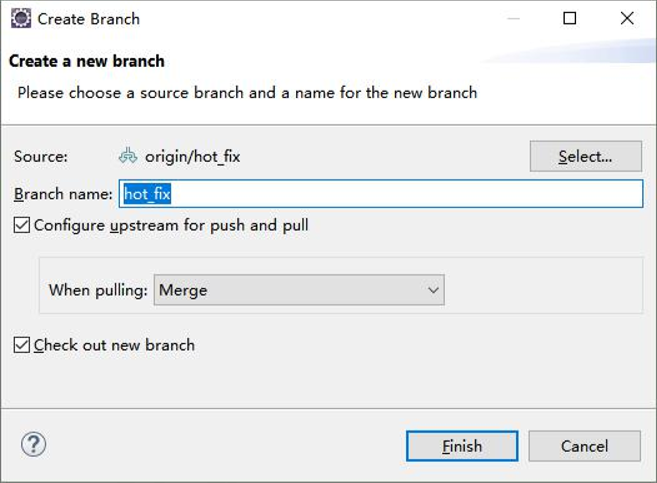 Create Branch
Create a new branch
Please choose a source branch and a name for the new branch
Source: origin/hot_fix Select...
Branch name: hot_fix
Configure upstream for push and pull
When pulling: Merge
Check out new branch
? Finish Cancel